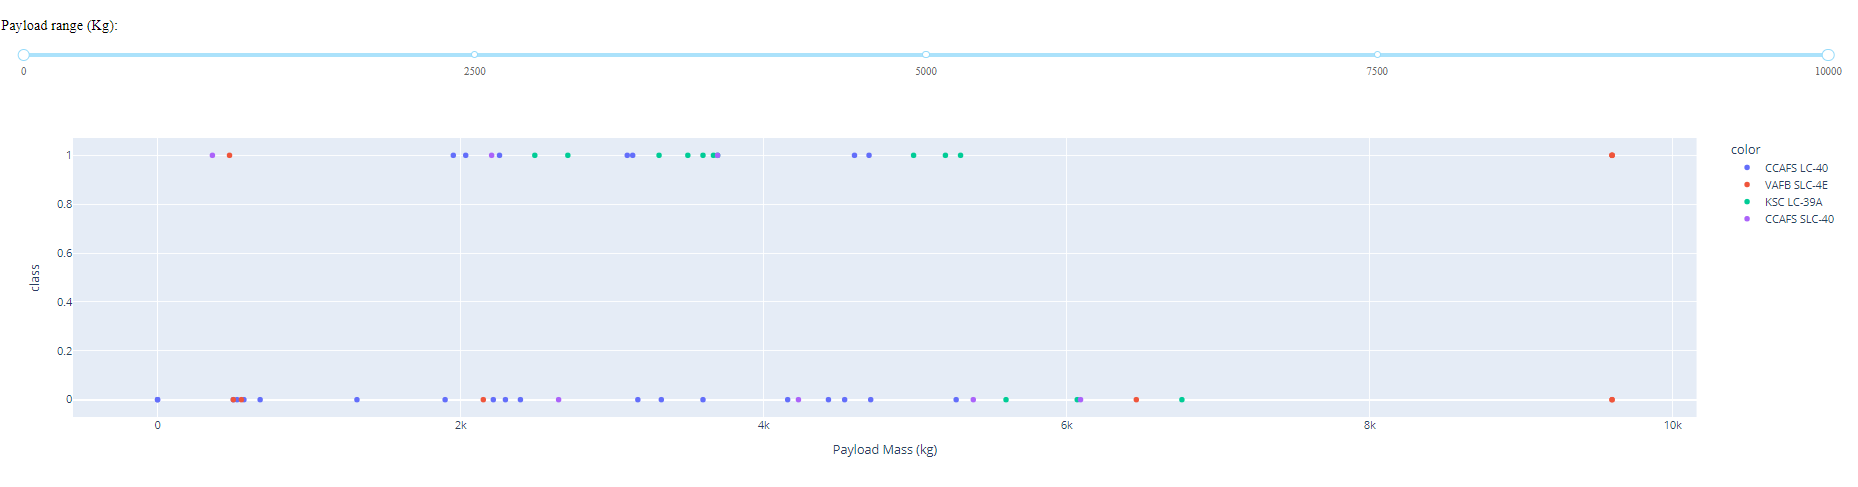 Payload range (Kg):
0 2500 5000 7500 10000
color
CCAFS LC-40
VAFB SLC-4E
KSC LC-39A
CCAFS SLC-40
1
0.8
0.6
0.4
0.2
0
class
0 2k 4k 6k 8k 10k
Payload Mass (kg)